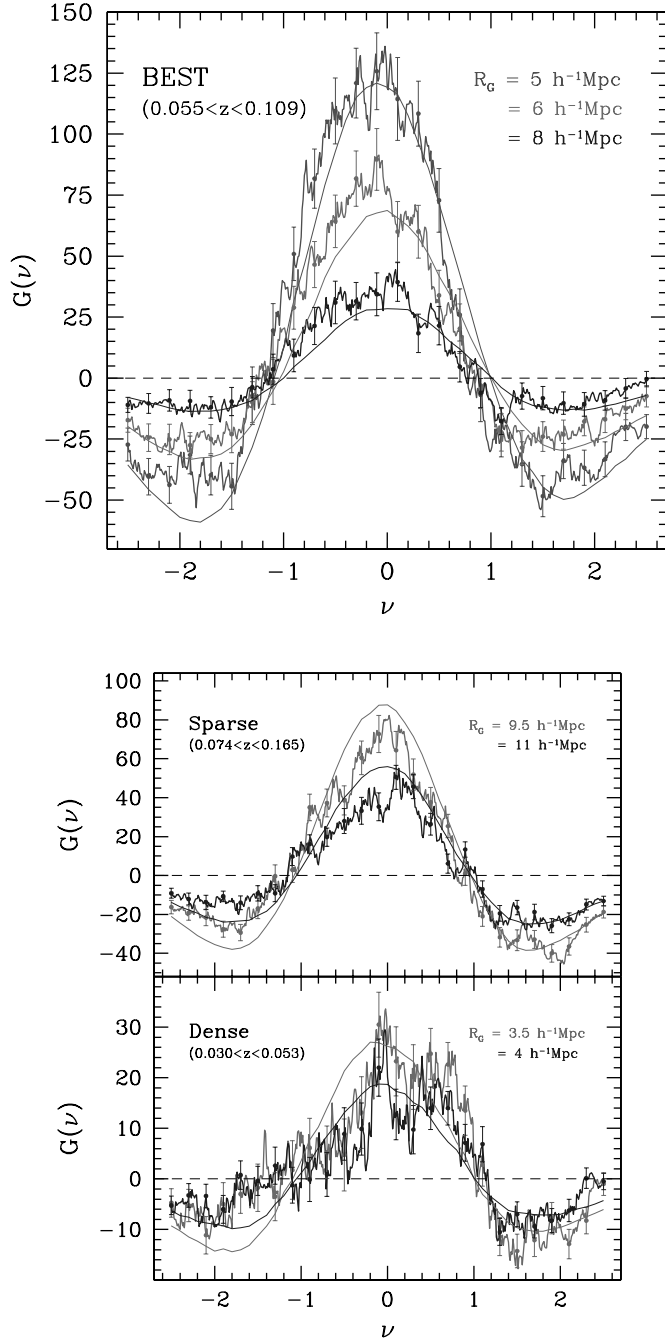 150
125
100
75
50
25
0
−25
−50
G(ν)
BEST
(0.055<z<0.109)
R_G = 5 h⁻¹Mpc
= 6 h⁻¹Mpc
= 8 h⁻¹Mpc
−2 −1 0 1 2
ν
100
80
60
40
20
0
−20
−40
G(ν)
Sparse
(0.074<z<0.165)
R_G = 9.5 h⁻¹Mpc
= 11 h⁻¹Mpc
30
20
10
0
−10
G(ν)
Dense
(0.030<z<0.053)
R_G = 3.5 h⁻¹Mpc
= 4 h⁻¹Mpc
−2 −1 0 1 2
ν